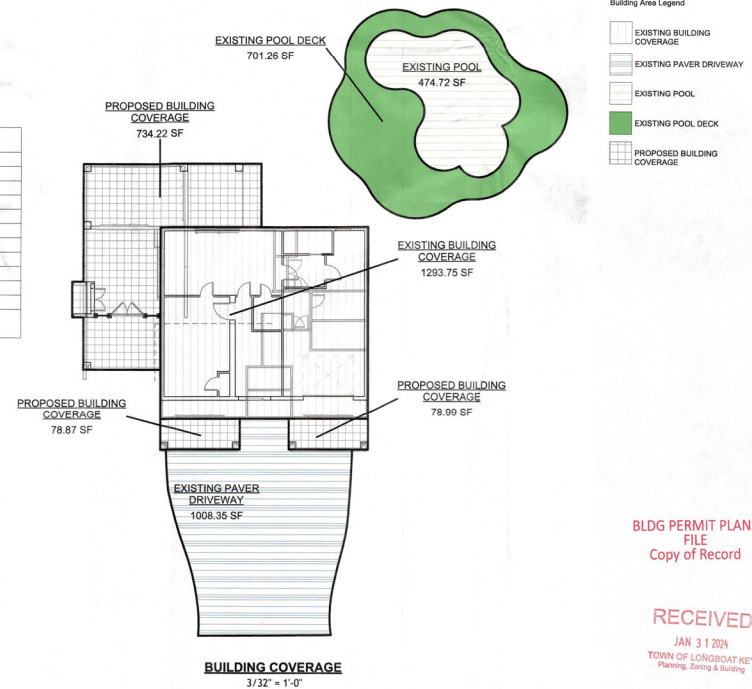 Building Area Legend
EXISTING BUILDING
COVERAGE
EXISTING PAVER DRIVEWAY
EXISTING POOL
EXISTING POOL DECK
PROPOSED BUILDING
COVERAGE
EXISTING POOL DECK
701.26 SF
EXISTING POOL
474.72 SF
PROPOSED BUILDING
COVERAGE
734.22 SF
EXISTING BUILDING
COVERAGE
1293.75 SF
PROPOSED BUILDING
COVERAGE
78.87 SF
PROPOSED BUILDING
COVERAGE
78.99 SF
EXISTING PAVER
DRIVEWAY
1008.35 SF
BUILDING COVERAGE
3/32" = 1'-0"
BLDG PERMIT PLAN
FILE
Copy of Record
RECEIVED
JAN 31 2024
TOWN OF LONGBOAT KEY
Planning, Zoning & Building